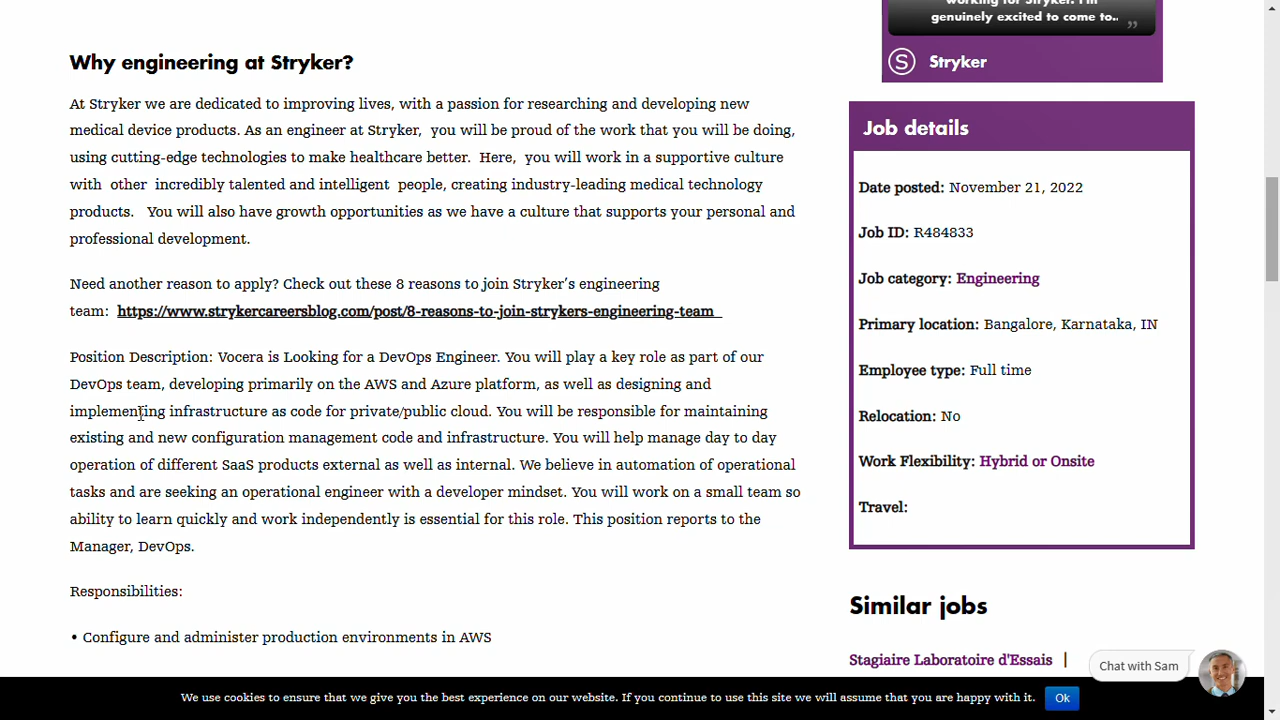 working for Stryker. I'm
genuinely excited to come to..
Stryker
Why engineering at Stryker?
At Stryker we are dedicated to improving lives, with a passion for researching and developing new
medical device products. As an engineer at Stryker,  you will be proud of the work that you will be doing,
using cutting-edge technologies to make healthcare better.  Here,  you will work in a supportive culture
with  other  incredibly talented and intelligent  people, creating industry-leading medical technology
products.   You will also have growth opportunities as we have a culture that supports your personal and
professional development.
Need another reason to apply? Check out these 8 reasons to join Stryker’s engineering
team:  https://www.strykercareersblog.com/post/8-reasons-to-join-strykers-engineering-team
Position Description: Vocera is Looking for a DevOps Engineer. You will play a key role as part of our
DevOps team, developing primarily on the AWS and Azure platform, as well as designing and
implementing infrastructure as code for private/public cloud. You will be responsible for maintaining
existing and new configuration management code and infrastructure. You will help manage day to day
operation of different SaaS products external as well as internal. We believe in automation of operational
tasks and are seeking an operational engineer with a developer mindset. You will work on a small team so
ability to learn quickly and work independently is essential for this role. This position reports to the
Manager, DevOps.
Responsibilities:
• Configure and administer production environments in AWS
Job details
Date posted: November 21, 2022
Job ID: R484833
Job category: Engineering
Primary location: Bangalore, Karnataka, IN
Employee type: Full time
Relocation: No
Work Flexibility: Hybrid or Onsite
Travel:
Similar jobs
Stagiaire Laboratoire d'Essais |
Chat with Sam
We use cookies to ensure that we give you the best experience on our website. If you continue to use this site we will assume that you are happy with it.
Ok